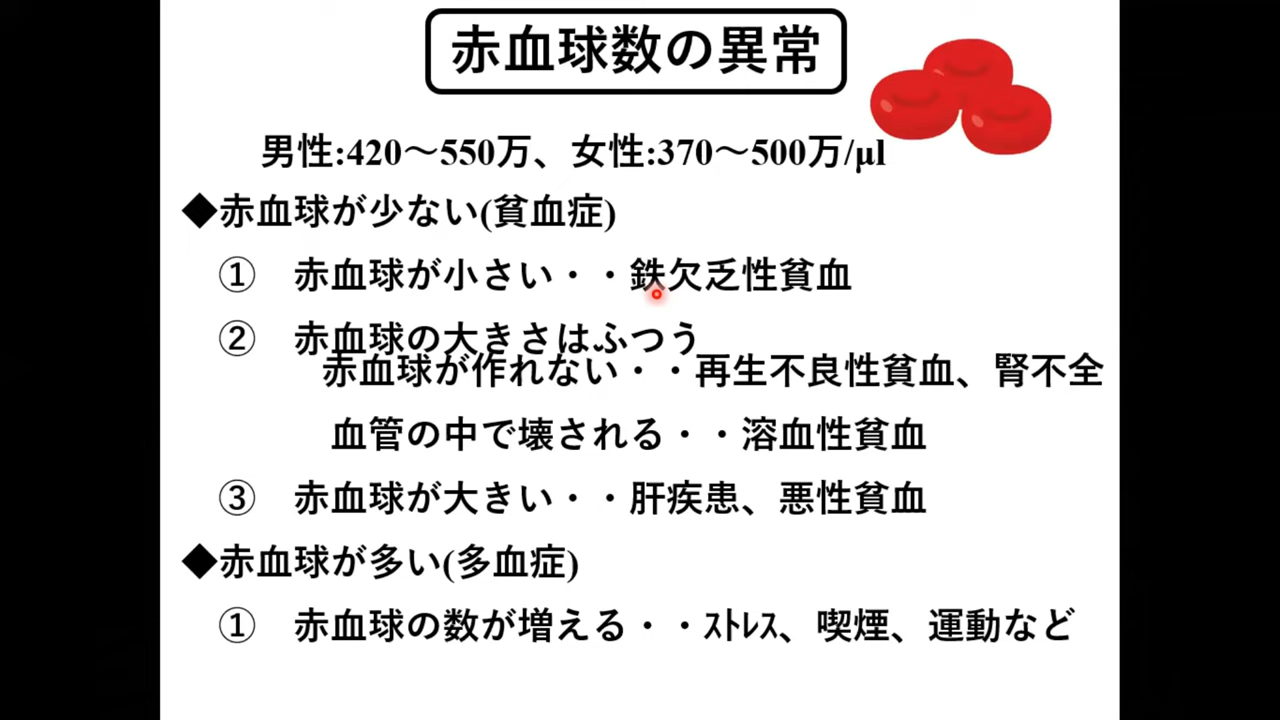 赤血球数の異常
男性:420～550万、女性:370～500万/μl
◆赤血球が少ない(貧血症)
① 赤血球が小さい・・鉄欠乏性貧血
② 赤血球の大きさはふつう
赤血球が作れない・・再生不良性貧血、腎不全
血管の中で壊される・・溶血性貧血
③ 赤血球が大きい・・肝疾患、悪性貧血
◆赤血球が多い(多血症)
① 赤血球の数が増える・・ｽﾄﾚｽ、喫煙、運動など